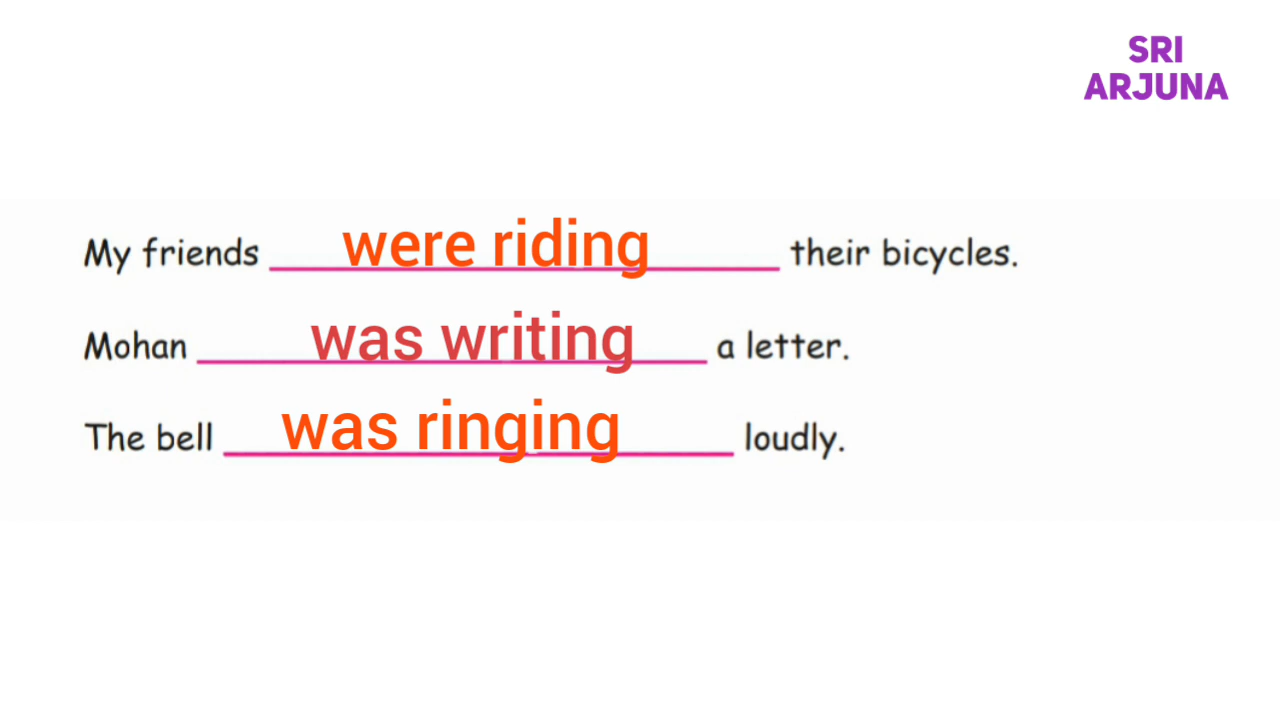 SRI
ARJUNA
My friends were riding their bicycles.
Mohan was writing a letter.
The bell was ringing loudly.